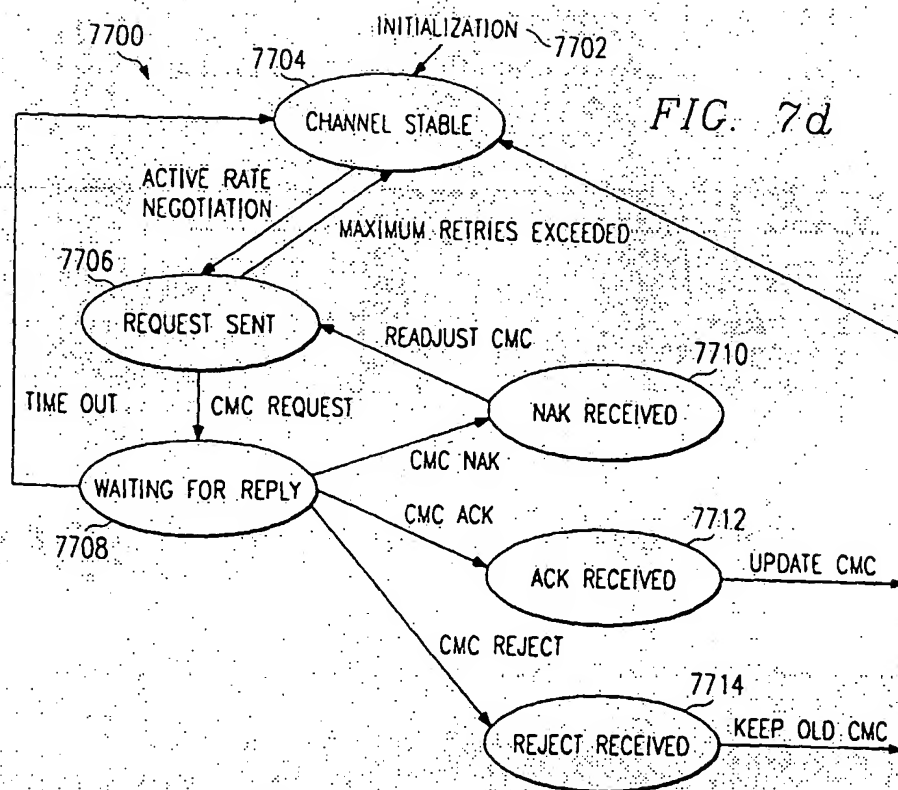 7700
INITIALIZATION
7702
7704
CHANNEL STABLE
FIG. 7d
ACTIVE RATE
NEGOTIATION
MAXIMUM RETRIES EXCEEDED
7706
REQUEST SENT
READJUST CMC
7710
NAK RECEIVED
TIME OUT
CMC REQUEST
CMC NAK
WAITING FOR REPLY
7708
CMC ACK
7712
ACK RECEIVED
UPDATE CMC
CMC REJECT
7714
REJECT RECEIVED
KEEP OLD CMC